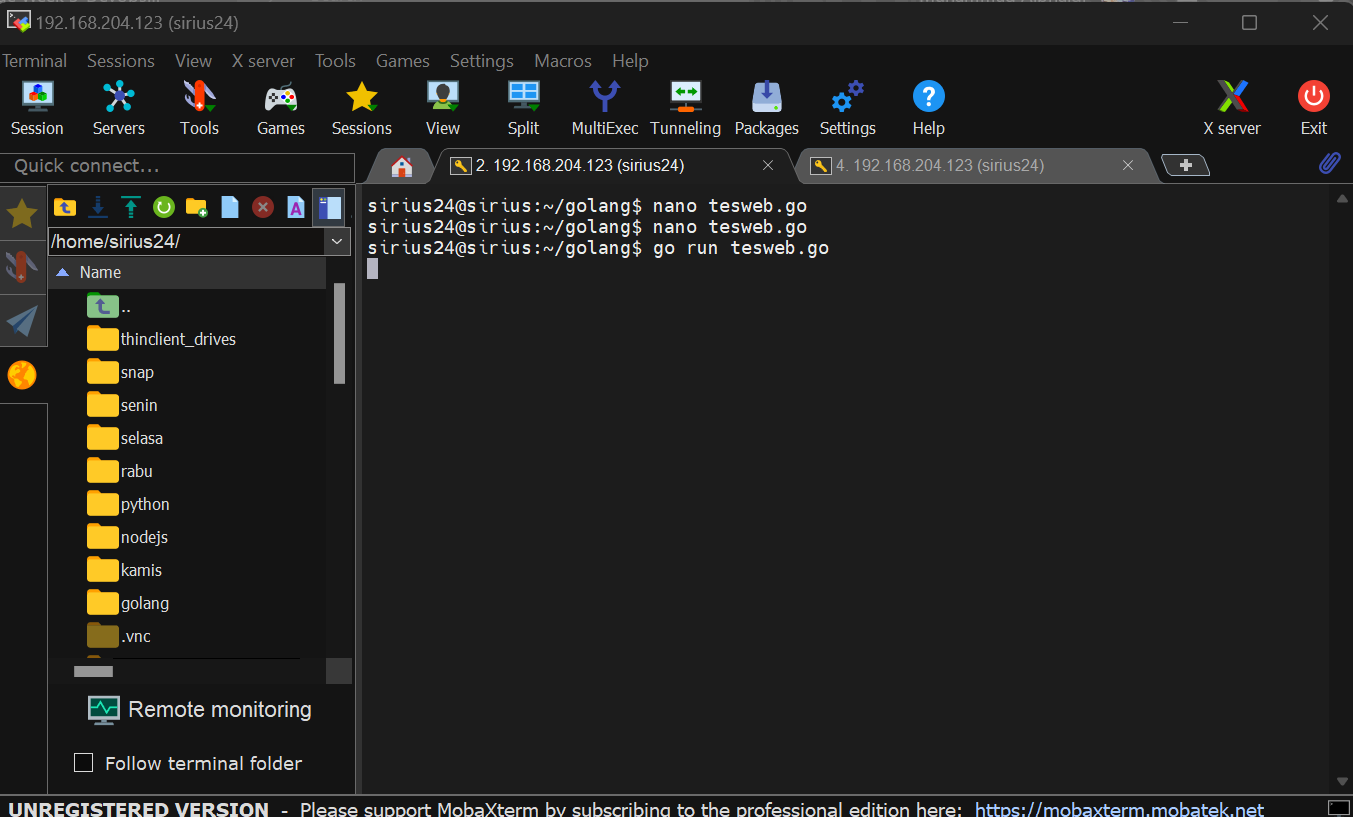 192.168.204.123 (sirius24)
Terminal Sessions View X server Tools Games Settings Macros Help
Session Servers Tools Games Sessions View Split MultiExec Tunneling Packages Settings Help X server Exit
Quick connect...
2. 192.168.204.123 (sirius24)
4. 192.168.204.123 (sirius24)
/home/sirius24/
Name
..
thinclient_drives
snap
senin
selasa
rabu
python
nodejs
kamis
golang
.vnc
Remote monitoring
Follow terminal folder
sirius24@sirius:~/golang$ nano tesweb.go
sirius24@sirius:~/golang$ nano tesweb.go
sirius24@sirius:~/golang$ go run tesweb.go
UNREGISTERED VERSION - Please support MobaXterm by subscribing to the professional edition here: https://mobaxterm.mobatek.net